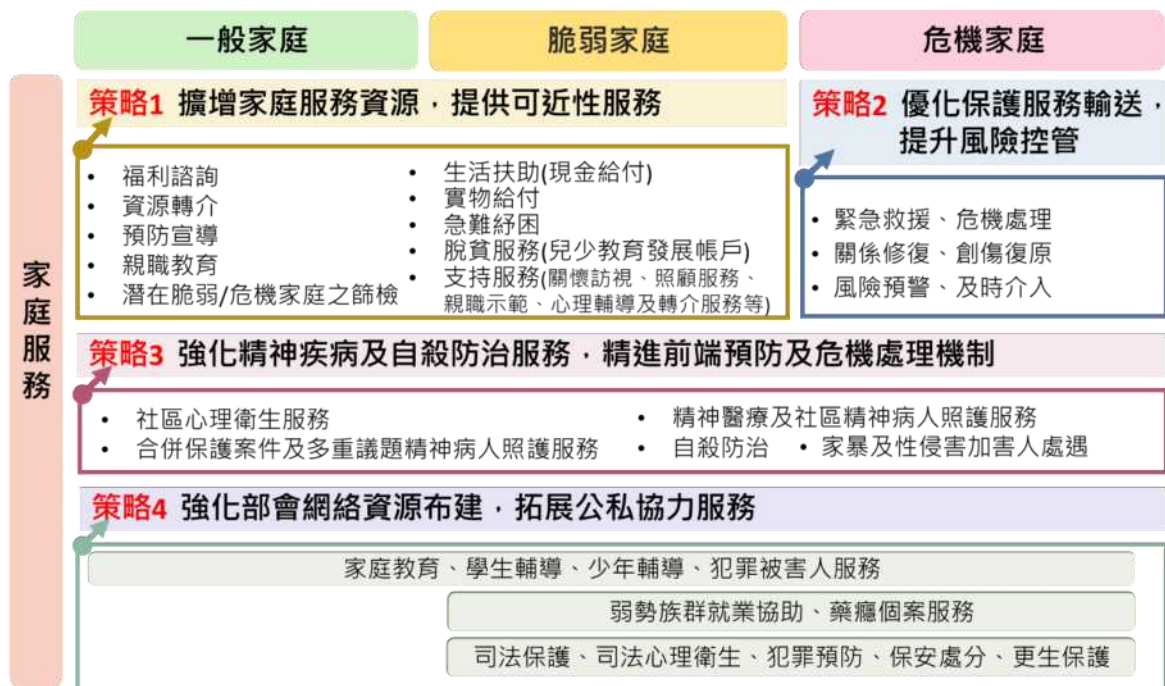 一般家庭
脆弱家庭
危機家庭
家庭服務
策略1 擴增家庭服務資源，提供可近性服務
• 福利諮詢
• 資源轉介
• 預防宣導
• 親職教育
• 潛在脆弱/危機家庭之篩檢
• 生活扶助(現金給付)
• 實物給付
• 急難紓困
• 脫貧服務(兒少教育發展帳戶)
• 支持服務(關懷訪視、照顧服務、
親職示範、心理輔導及轉介服務等)
策略2 優化保護服務輸送，
提升風險控管
• 緊急救援、危機處理
• 關係修復、創傷復原
• 風險預警、及時介入
策略3 強化精神疾病及自殺防治服務，精進前端預防及危機處理機制
• 社區心理衛生服務
• 合併保護案件及多重議題精神病人照護服務
• 精神醫療及社區精神病人照護服務
• 自殺防治 • 家暴及性侵害加害人處遇
策略4 強化部會網絡資源布建，拓展公私協力服務
家庭教育、學生輔導、少年輔導、犯罪被害人服務
弱勢族群就業協助、藥癮個案服務
司法保護、司法心理衛生、犯罪預防、保安處分、更生保護